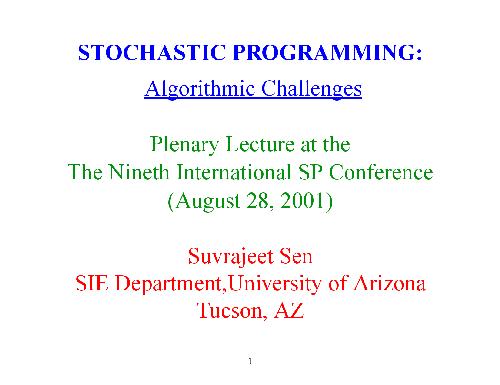 STOCHASTIC PROGRAMMING:
Algorithmic Challenges
Plenary Lecture at the
The Nineth International SP Conference
(August 28, 2001)
Suvrajeet Sen
SIE Department,University of Arizona
Tucson, AZ
1